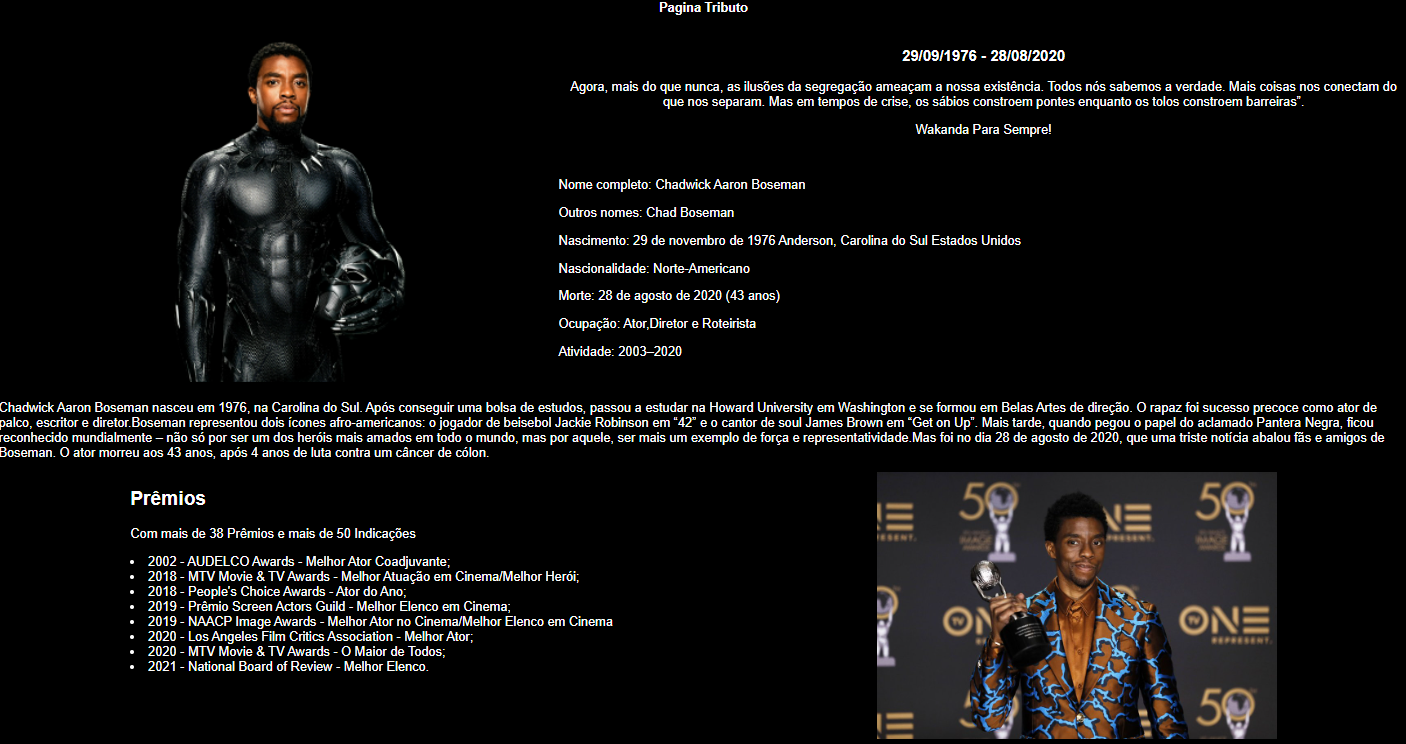 Pagina Tributo
29/09/1976 - 28/08/2020
Agora, mais do que nunca, as ilusões da segregação ameaçam a nossa existência. Todos nós sabemos a verdade. Mais coisas nos conectam do
que nos separam. Mas em tempos de crise, os sábios constroem pontes enquanto os tolos constroem barreiras”.
Wakanda Para Sempre!
Nome completo: Chadwick Aaron Boseman
Outros nomes: Chad Boseman
Nascimento: 29 de novembro de 1976 Anderson, Carolina do Sul Estados Unidos
Nascionalidade: Norte-Americano
Morte: 28 de agosto de 2020 (43 anos)
Ocupação: Ator,Diretor e Roteirista
Atividade: 2003–2020
Chadwick Aaron Boseman nasceu em 1976, na Carolina do Sul. Após conseguir uma bolsa de estudos, passou a estudar na Howard University em Washington e se formou em Belas Artes de direção. O rapaz foi sucesso precoce como ator de
palco, escritor e diretor.Boseman representou dois ícones afro-americanos: o jogador de beisebol Jackie Robinson em “42” e o cantor de soul James Brown em “Get on Up”. Mais tarde, quando pegou o papel do aclamado Pantera Negra, ficou
reconhecido mundialmente – não só por ser um dos heróis mais amados em todo o mundo, mas por aquele, ser mais um exemplo de força e representatividade.Mas foi no dia 28 de agosto de 2020, que uma triste notícia abalou fãs e amigos de
Boseman. O ator morreu aos 43 anos, após 4 anos de luta contra um câncer de cólon.
Prêmios
Com mais de 38 Prêmios e mais de 50 Indicações
• 2002 - AUDELCO Awards - Melhor Ator Coadjuvante;
• 2018 - MTV Movie & TV Awards - Melhor Atuação em Cinema/Melhor Herói;
• 2018 - People's Choice Awards - Ator do Ano;
• 2019 - Prêmio Screen Actors Guild - Melhor Elenco em Cinema;
• 2019 - NAACP Image Awards - Melhor Ator no Cinema/Melhor Elenco em Cinema
• 2020 - Los Angeles Film Critics Association - Melhor Ator;
• 2020 - MTV Movie & TV Awards - O Maior de Todos;
• 2021 - National Board of Review - Melhor Elenco.
50
50
NE
IMAGE
TV ONE
REPRESENT.
50